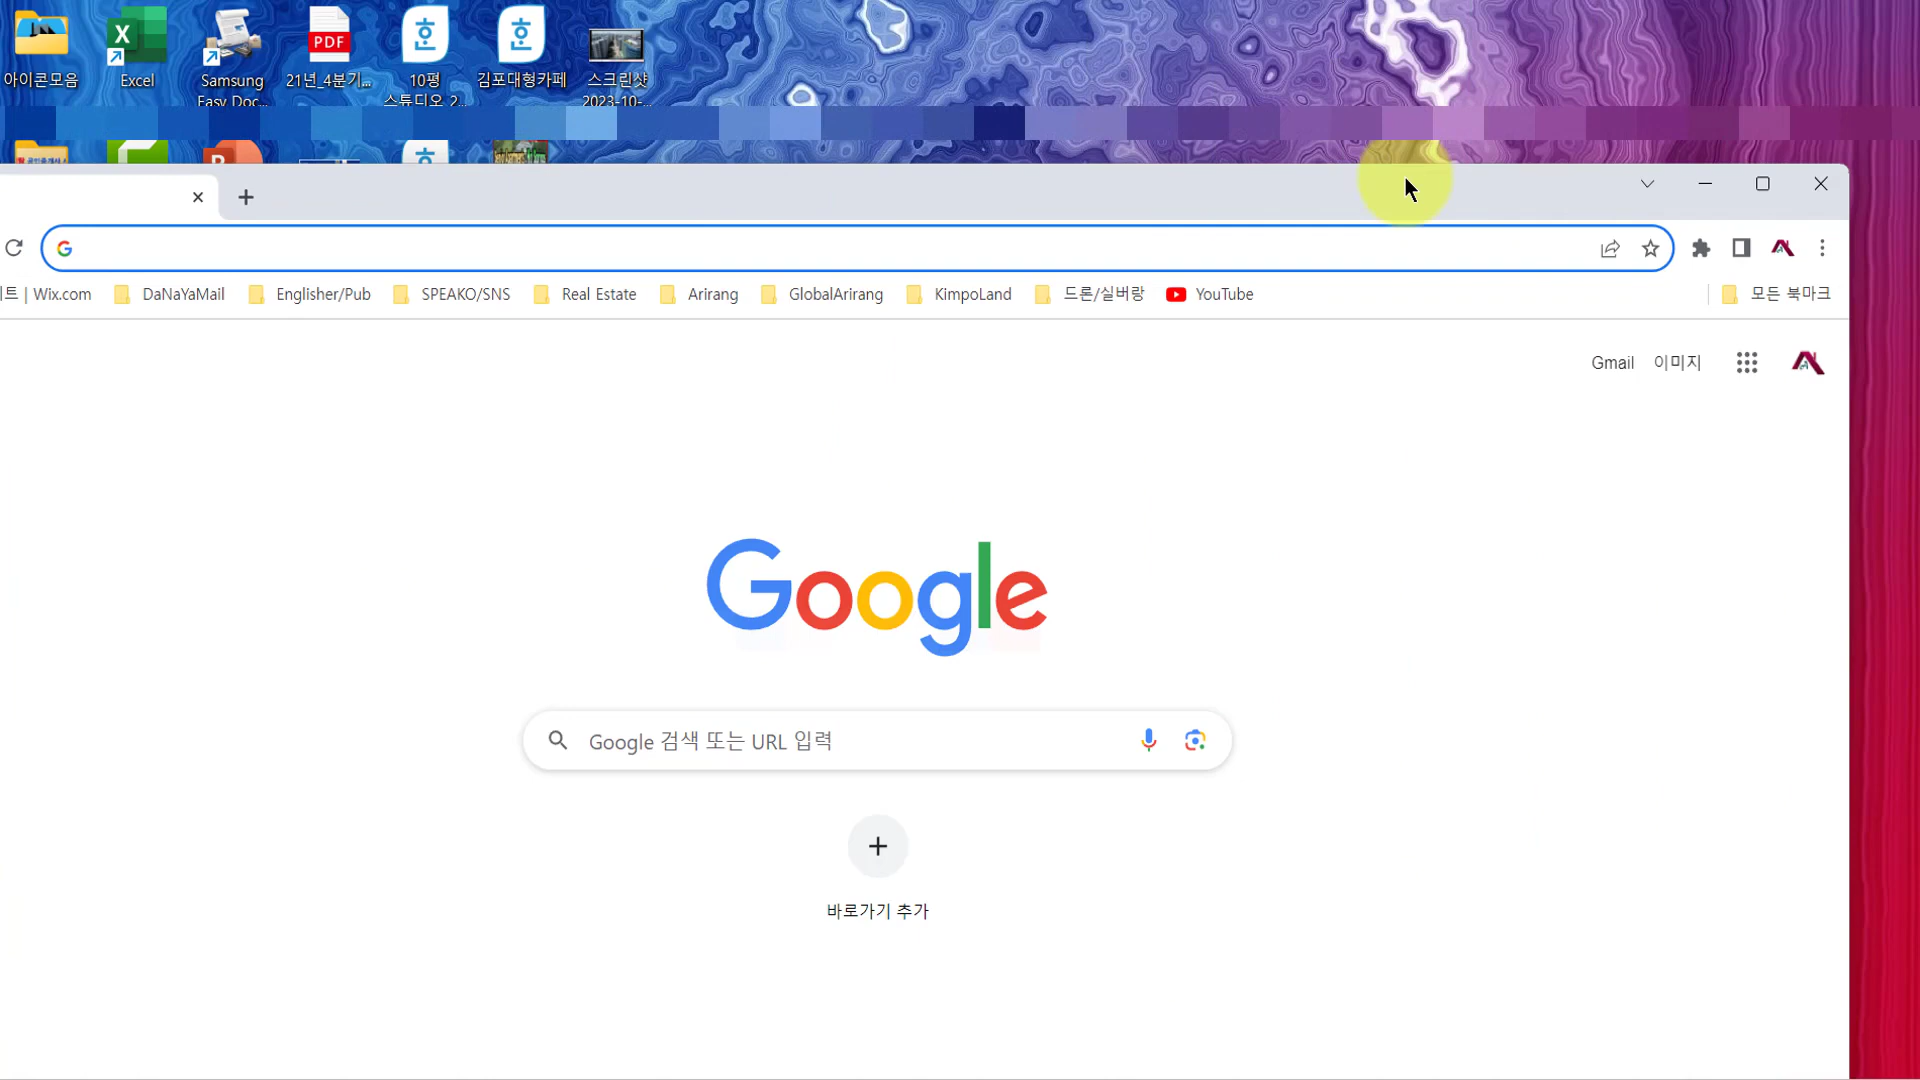 아이콘모음
Excel
Samsung
Easy Doc...
PDF
21년_4분기...
한
10평
스튜디오 2...
한
김포대형카페
스크린샷
2023-10-...
트 | Wix.com
DaNaYaMail
Englisher/Pub
SPEAKO/SNS
Real Estate
Arirang
GlobalArirang
KimpoLand
드론/실버랑
YouTube
모든 북마크
Gmail
이미지
Google
Google 검색 또는 URL 입력
바로가기 추가